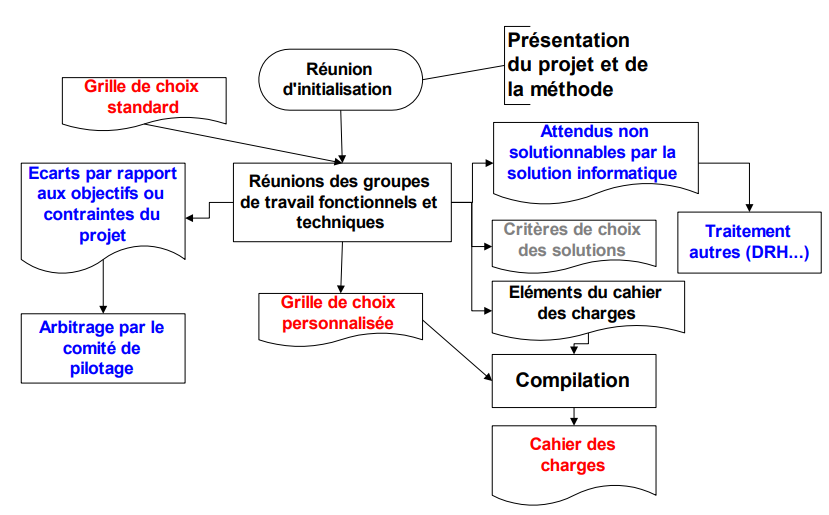 Présentation
du projet et de
la méthode
Réunion
d'initialisation
Grille de choix
standard
Attendus non
solutionnables par la
solution informatique
Ecarts par rapport
aux objectifs ou
contraintes du
projet
Réunions des groupes
de travail fonctionnels et
techniques
Traitement
autres (DRH...)
Critères de choix
des solutions
Grille de choix
personnalisée
Eléments du cahier
des charges
Arbitrage par le
comité de
pilotage
Compilation
Cahier des
charges